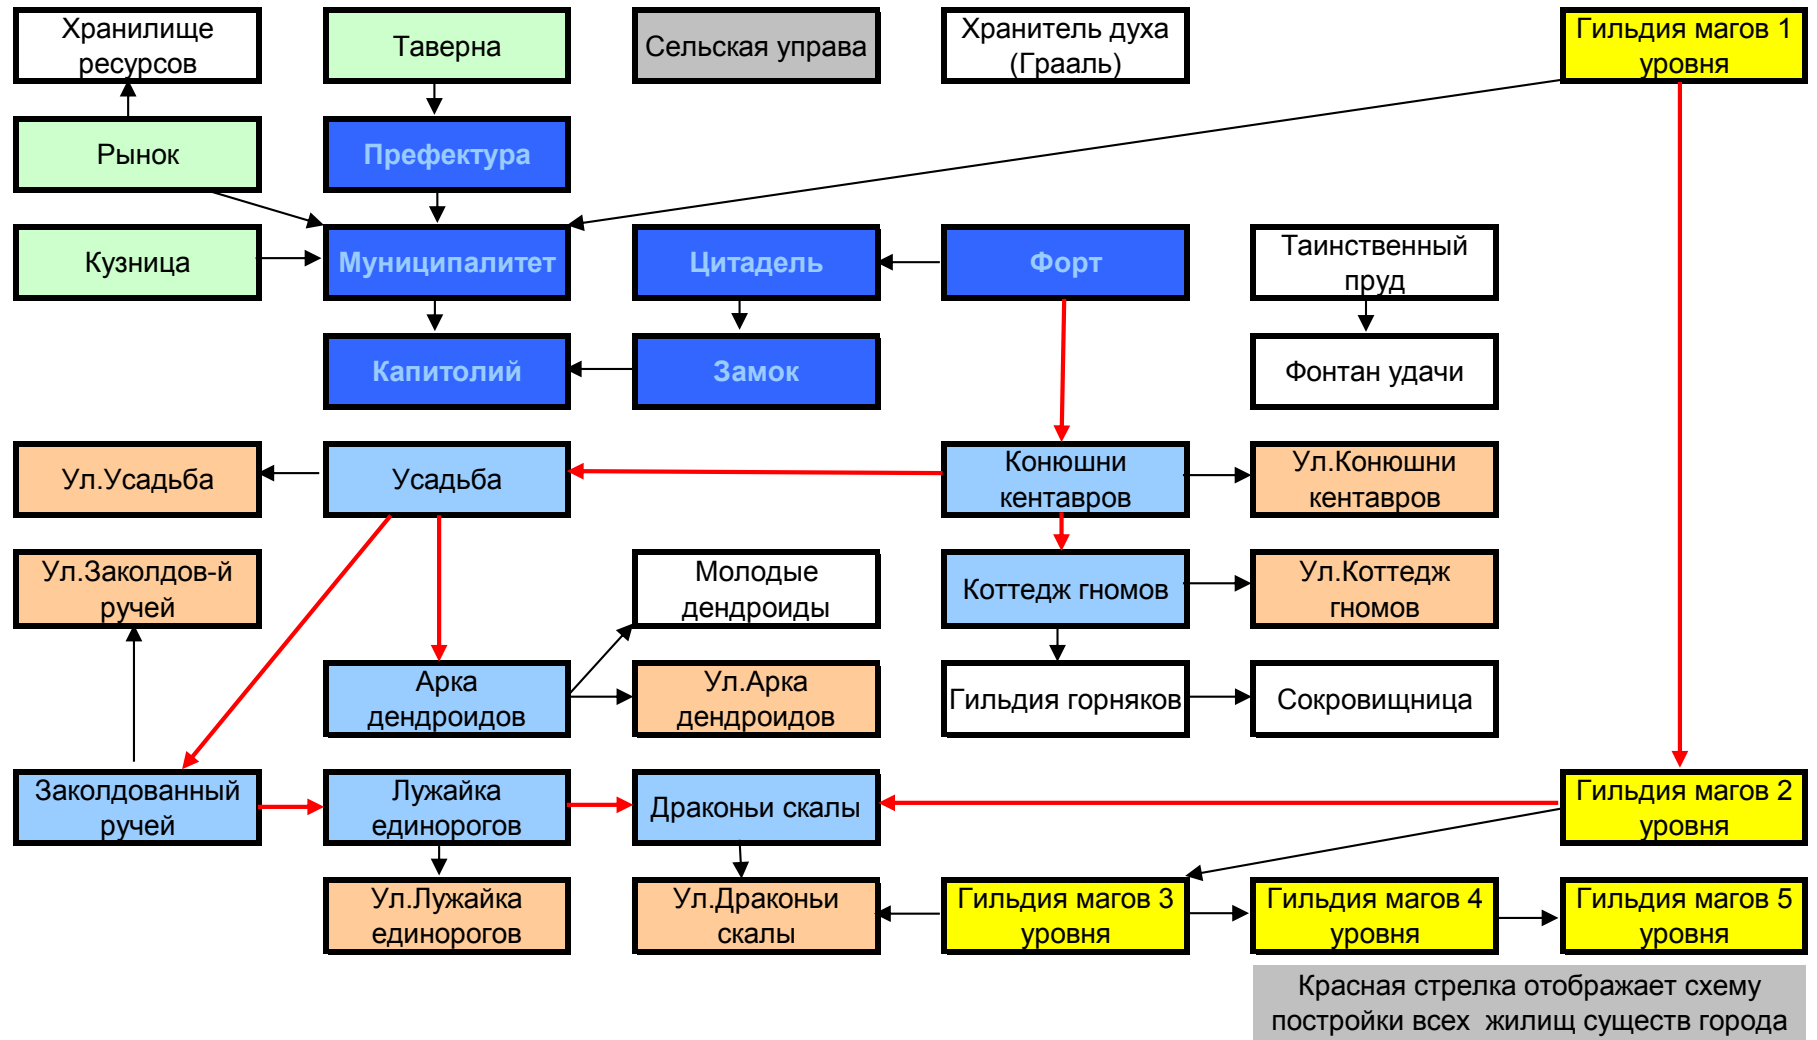 Хранилище
ресурсов
Таверна
Сельская управа
Хранитель духа
(Грааль)
Гильдия магов 1
уровня
Рынок
Префектура
Кузница
Муниципалитет
Цитадель
Форт
Таинственный
пруд
Капитолий
Замок
Фонтан удачи
Ул.Усадьба
Усадьба
Конюшни
кентавров
Ул.Конюшни
кентавров
Ул.Заколдов-й
ручей
Молодые
дендроиды
Коттедж гномов
Ул.Коттедж
гномов
Арка
дендроидов
Ул.Арка
дендроидов
Гильдия горняков
Сокровищница
Заколдованный
ручей
Лужайка
единорогов
Драконьи скалы
Гильдия магов 2
уровня
Ул.Лужайка
единорогов
Ул.Драконьи
скалы
Гильдия магов 3
уровня
Гильдия магов 4
уровня
Гильдия магов 5
уровня
Красная стрелка отображает схему
постройки всех жилищ существ города